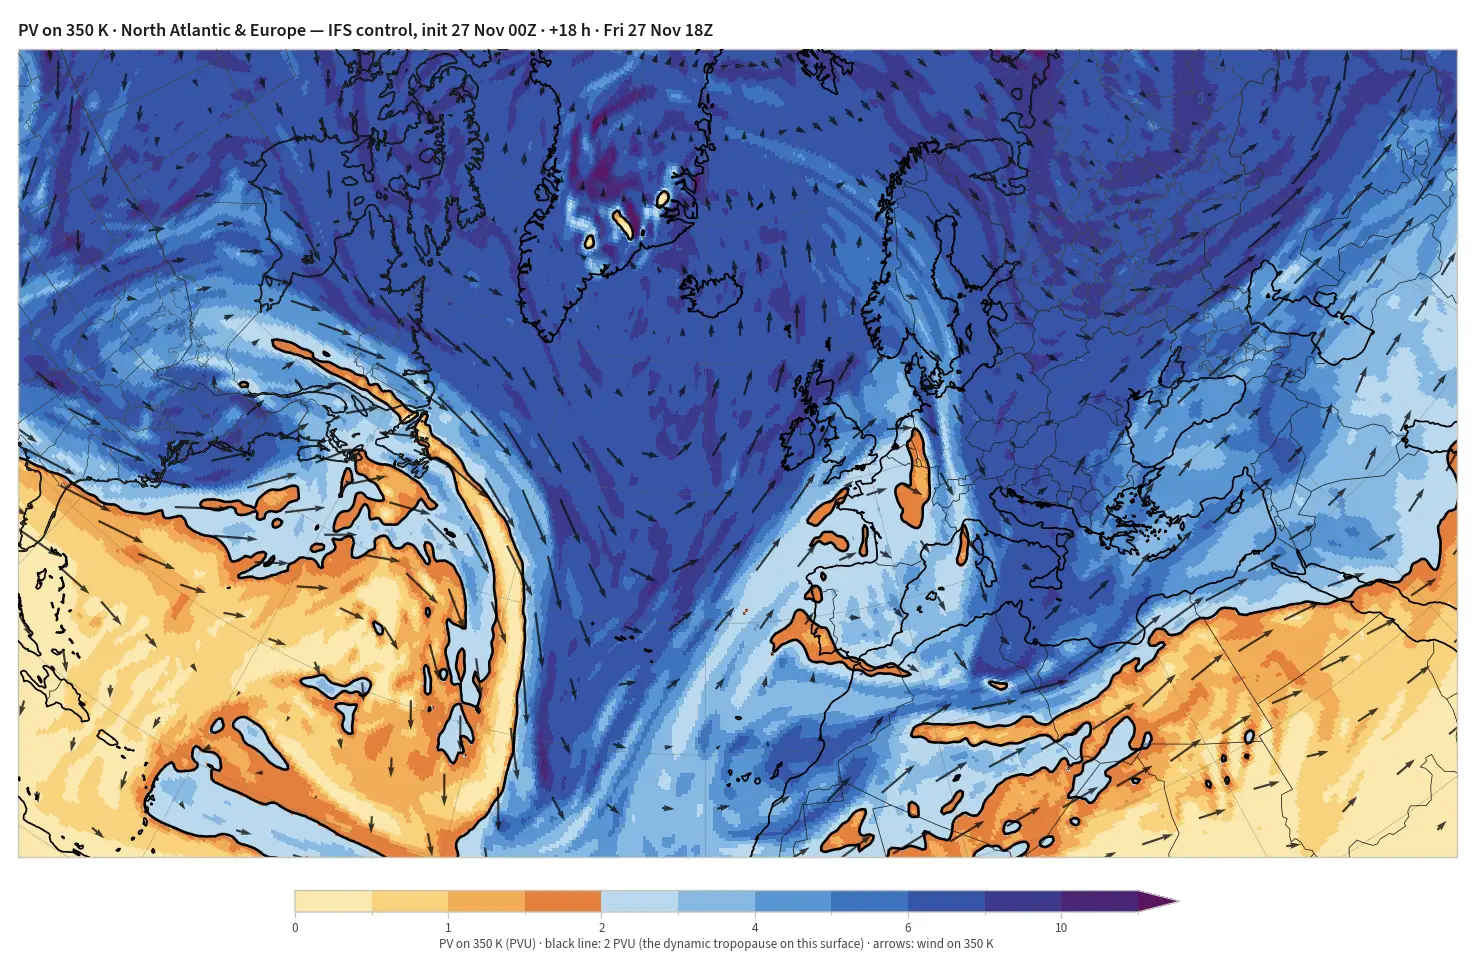 PV on 350 K · North Atlantic & Europe — IFS control, init 27 Nov 00Z · +18 h · Fri 27 Nov 18Z
0 1 2 4 6 10
PV on 350 K (PVU) · black line: 2 PVU (the dynamic tropopause on this surface) · arrows: wind on 350 K